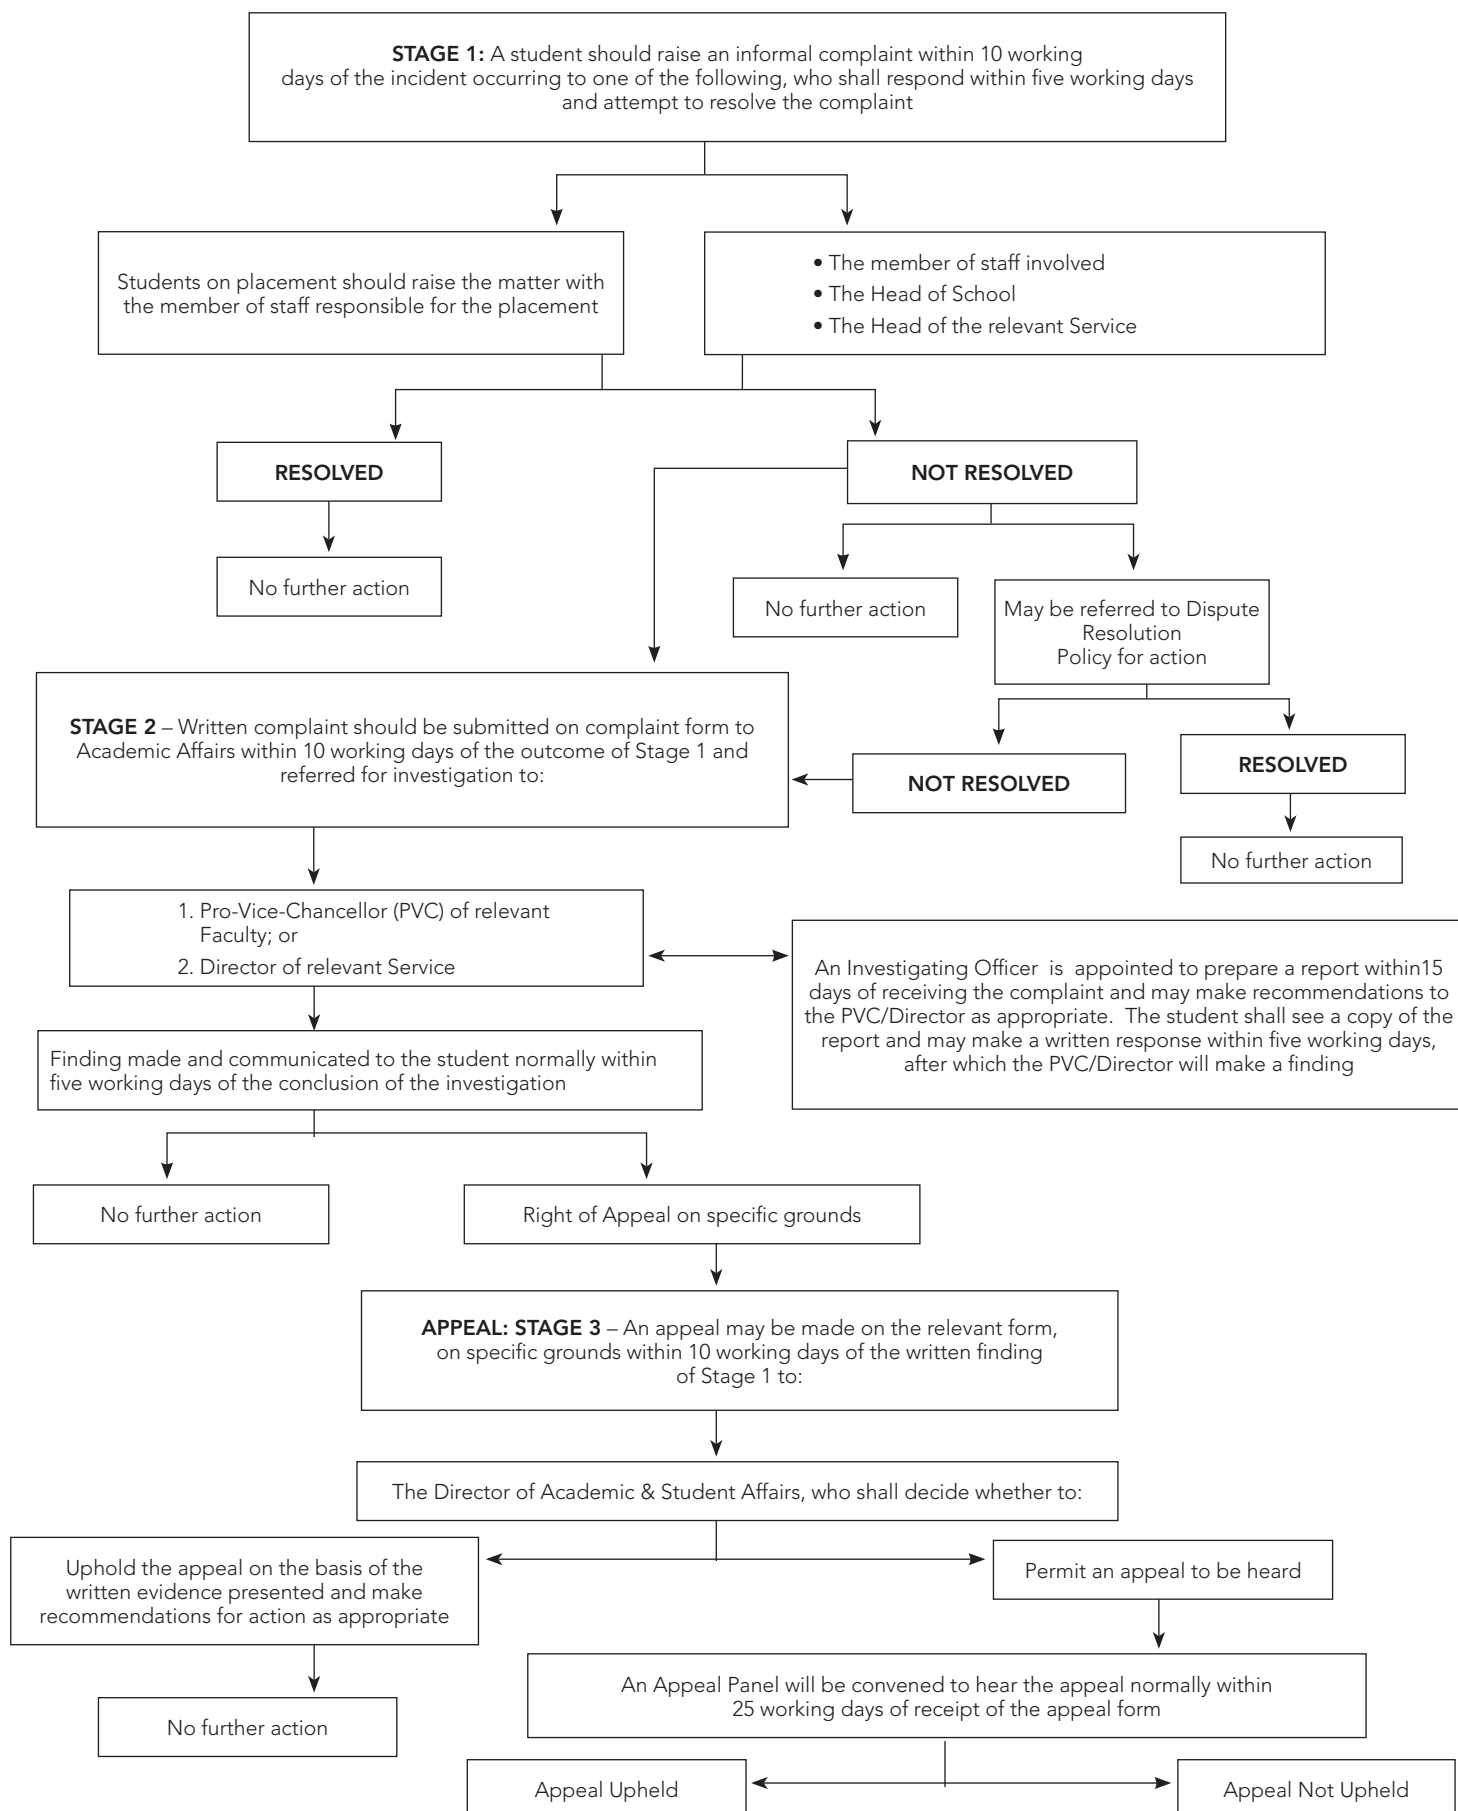 STAGE 1: A student should raise an informal complaint within 10 working
days of the incident occurring to one of the following, who shall respond within five working days
and attempt to resolve the complaint
Students on placement should raise the matter with
the member of staff responsible for the placement
• The member of staff involved
• The Head of School
• The Head of the relevant Service
RESOLVED
NOT RESOLVED
No further action
No further action
May be referred to Dispute
Resolution
Policy for action
STAGE 2 – Written complaint should be submitted on complaint form to
Academic Affairs within 10 working days of the outcome of Stage 1 and
referred for investigation to:
NOT RESOLVED
RESOLVED
No further action
1. Pro-Vice-Chancellor (PVC) of relevant
Faculty; or
2. Director of relevant Service
An Investigating Officer is appointed to prepare a report within15
days of receiving the complaint and may make recommendations to
the PVC/Director as appropriate. The student shall see a copy of the
report and may make a written response within five working days,
after which the PVC/Director will make a finding
Finding made and communicated to the student normally within
five working days of the conclusion of the investigation
No further action
Right of Appeal on specific grounds
APPEAL: STAGE 3 – An appeal may be made on the relevant form,
on specific grounds within 10 working days of the written finding
of Stage 1 to:
The Director of Academic & Student Affairs, who shall decide whether to:
Uphold the appeal on the basis of the
written evidence presented and make
recommendations for action as appropriate
Permit an appeal to be heard
No further action
An Appeal Panel will be convened to hear the appeal normally within
25 working days of receipt of the appeal form
Appeal Upheld
Appeal Not Upheld